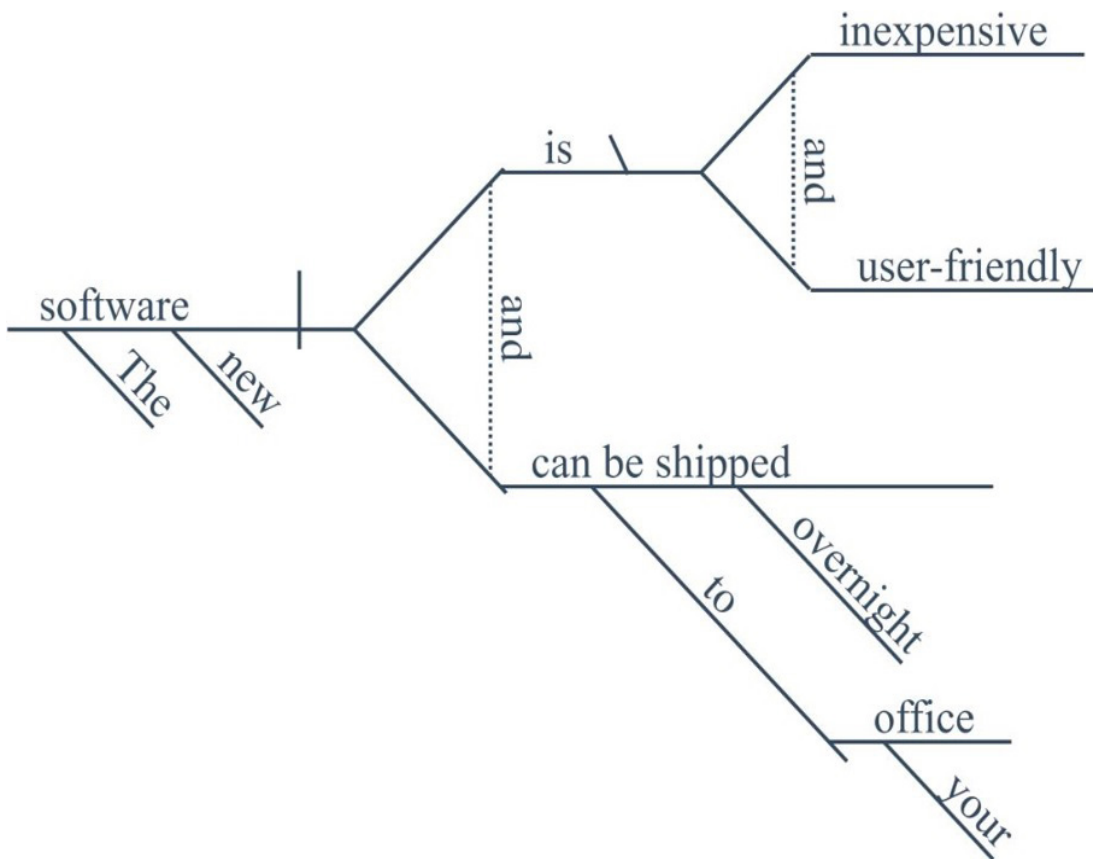 inexpensive
is
and
user-friendly
software
and
The
new
can be shipped
overnight
to
office
your